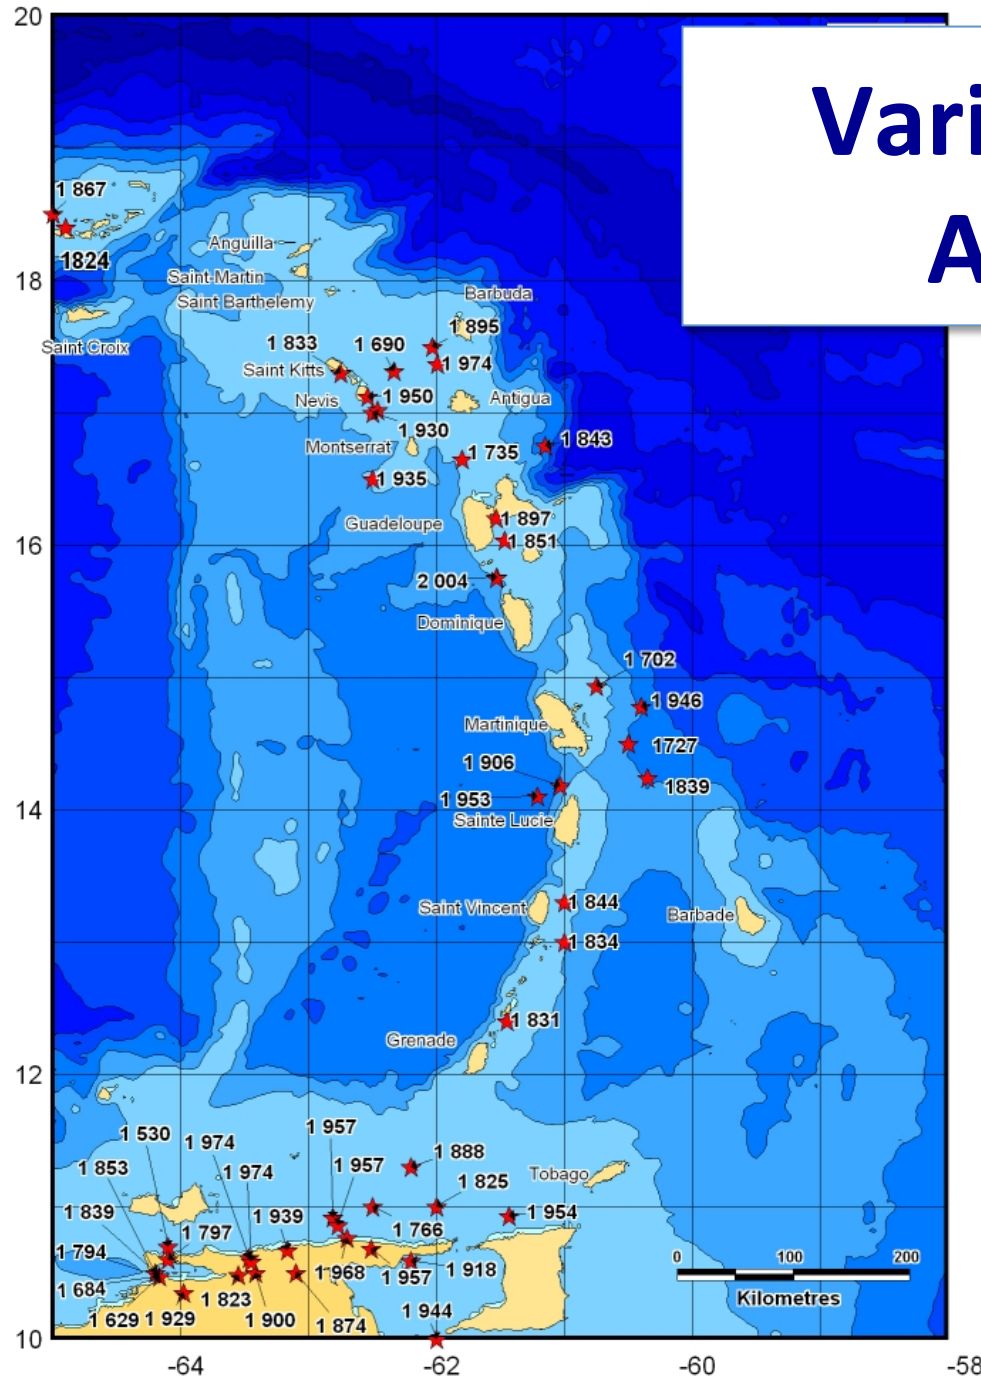 20
Vari
A
1 867
1824
Anguilla
18
Saint-Martin
Saint Barthelemy
Barbuda
Saint Croix
1 833
1 690
1 895
Saint Kitts
1 974
Nevis
1 950
Antigua
1 930
Montserrat
1 735
1 843
1 935
Guadeloupe
1 897
16
1 851
2 004
Dominique
1 702
1 946
Martinique
1727
1 906
1839
1 953
14
Sainte Lucie
1 844
Saint Vincent
Barbade
1 834
1 831
Grenade
12
1 530
1 974
1 957
1 853
1 974
1 957
1 888
Tobago
1 825
1 839
1 939
1 954
1 797
1 766
1 794
0 100 200
1 684
1 968
1 957
1 918
Kilometres
1 823
1 944
1 629
1 929
1 900
1 874
10
-64 -62 -60 -58